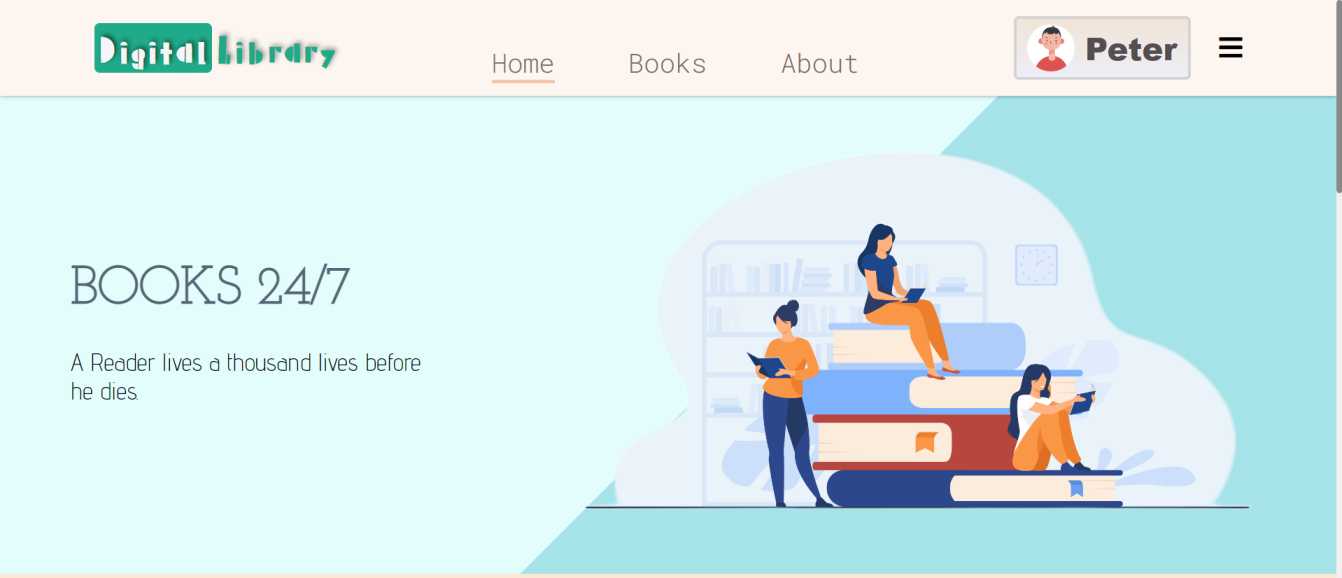 Digital Library
Home
Books
About
Peter
BOOKS 24/7
A Reader lives a thousand lives before
he dies.